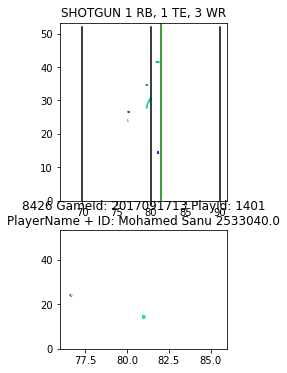 SHOTGUN 1 RB, 1 TE, 3 WR
50
40
30
20
10
0
70 75 80 85 90
8426 GameId: 2017091713 PlayId: 1401
PlayerName + ID: Mohamed Sanu 2533040.0
40
20
0
77.5 80.0 82.5 85.0